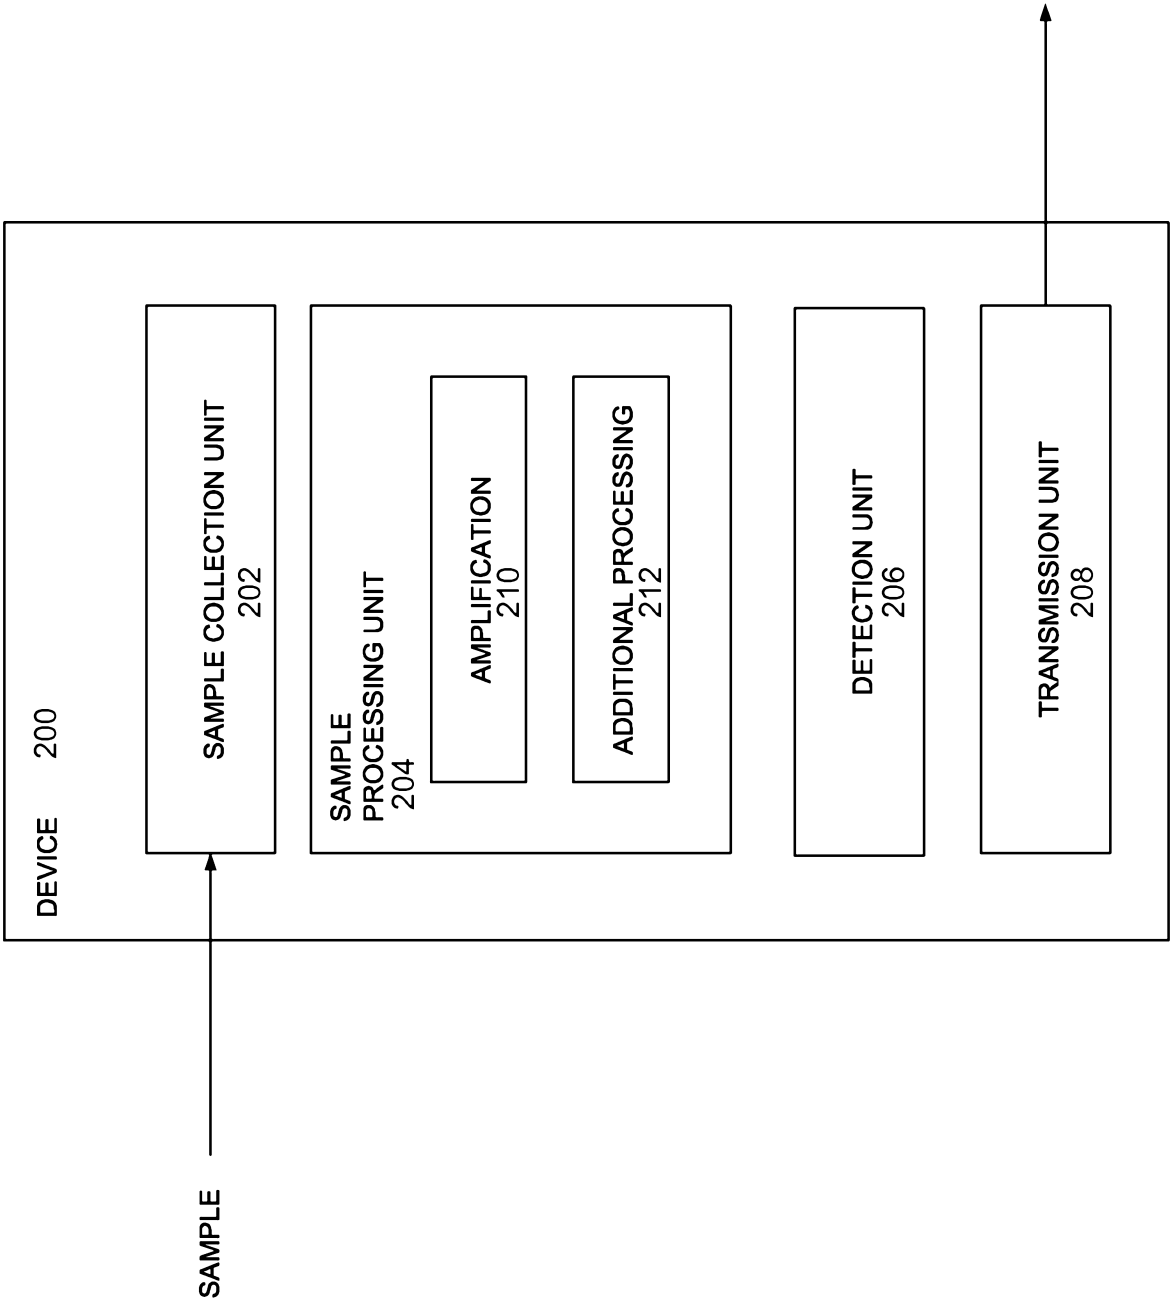 DEVICE 200
SAMPLE
SAMPLE COLLECTION UNIT
202
SAMPLE
PROCESSING UNIT
204
AMPLIFICATION
210
ADDITIONAL PROCESSING
212
DETECTION UNIT
206
TRANSMISSION UNIT
208